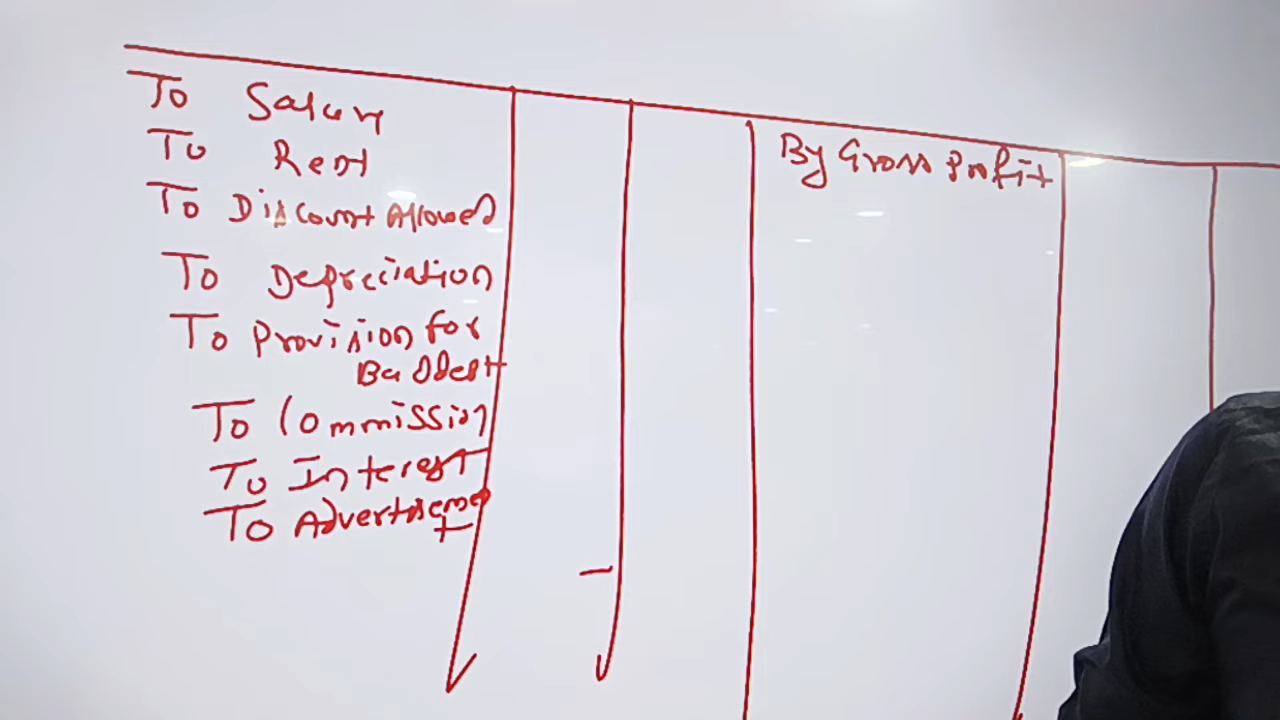 To Salary
To Rent
To Discount Allowed
To Depreciation
To Provision for
Bad Debt
To Commission
To Interest
To Advertisement
By Gross Profit